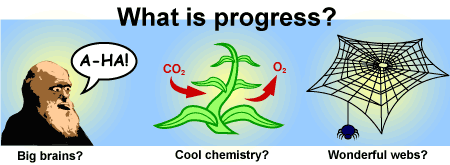 What is progress?
A-HA!
CO₂
O₂
Big brains?
Cool chemistry?
Wonderful webs?